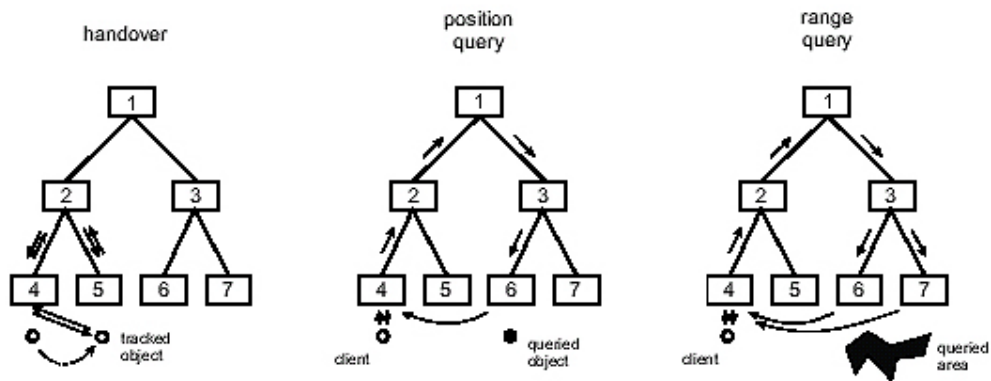 handover
1
2
3
4
5
6
7
tracked
object
position
query
1
2
3
4
5
6
7
client
queried
object
range
query
1
2
3
4
5
6
7
client
queried
area